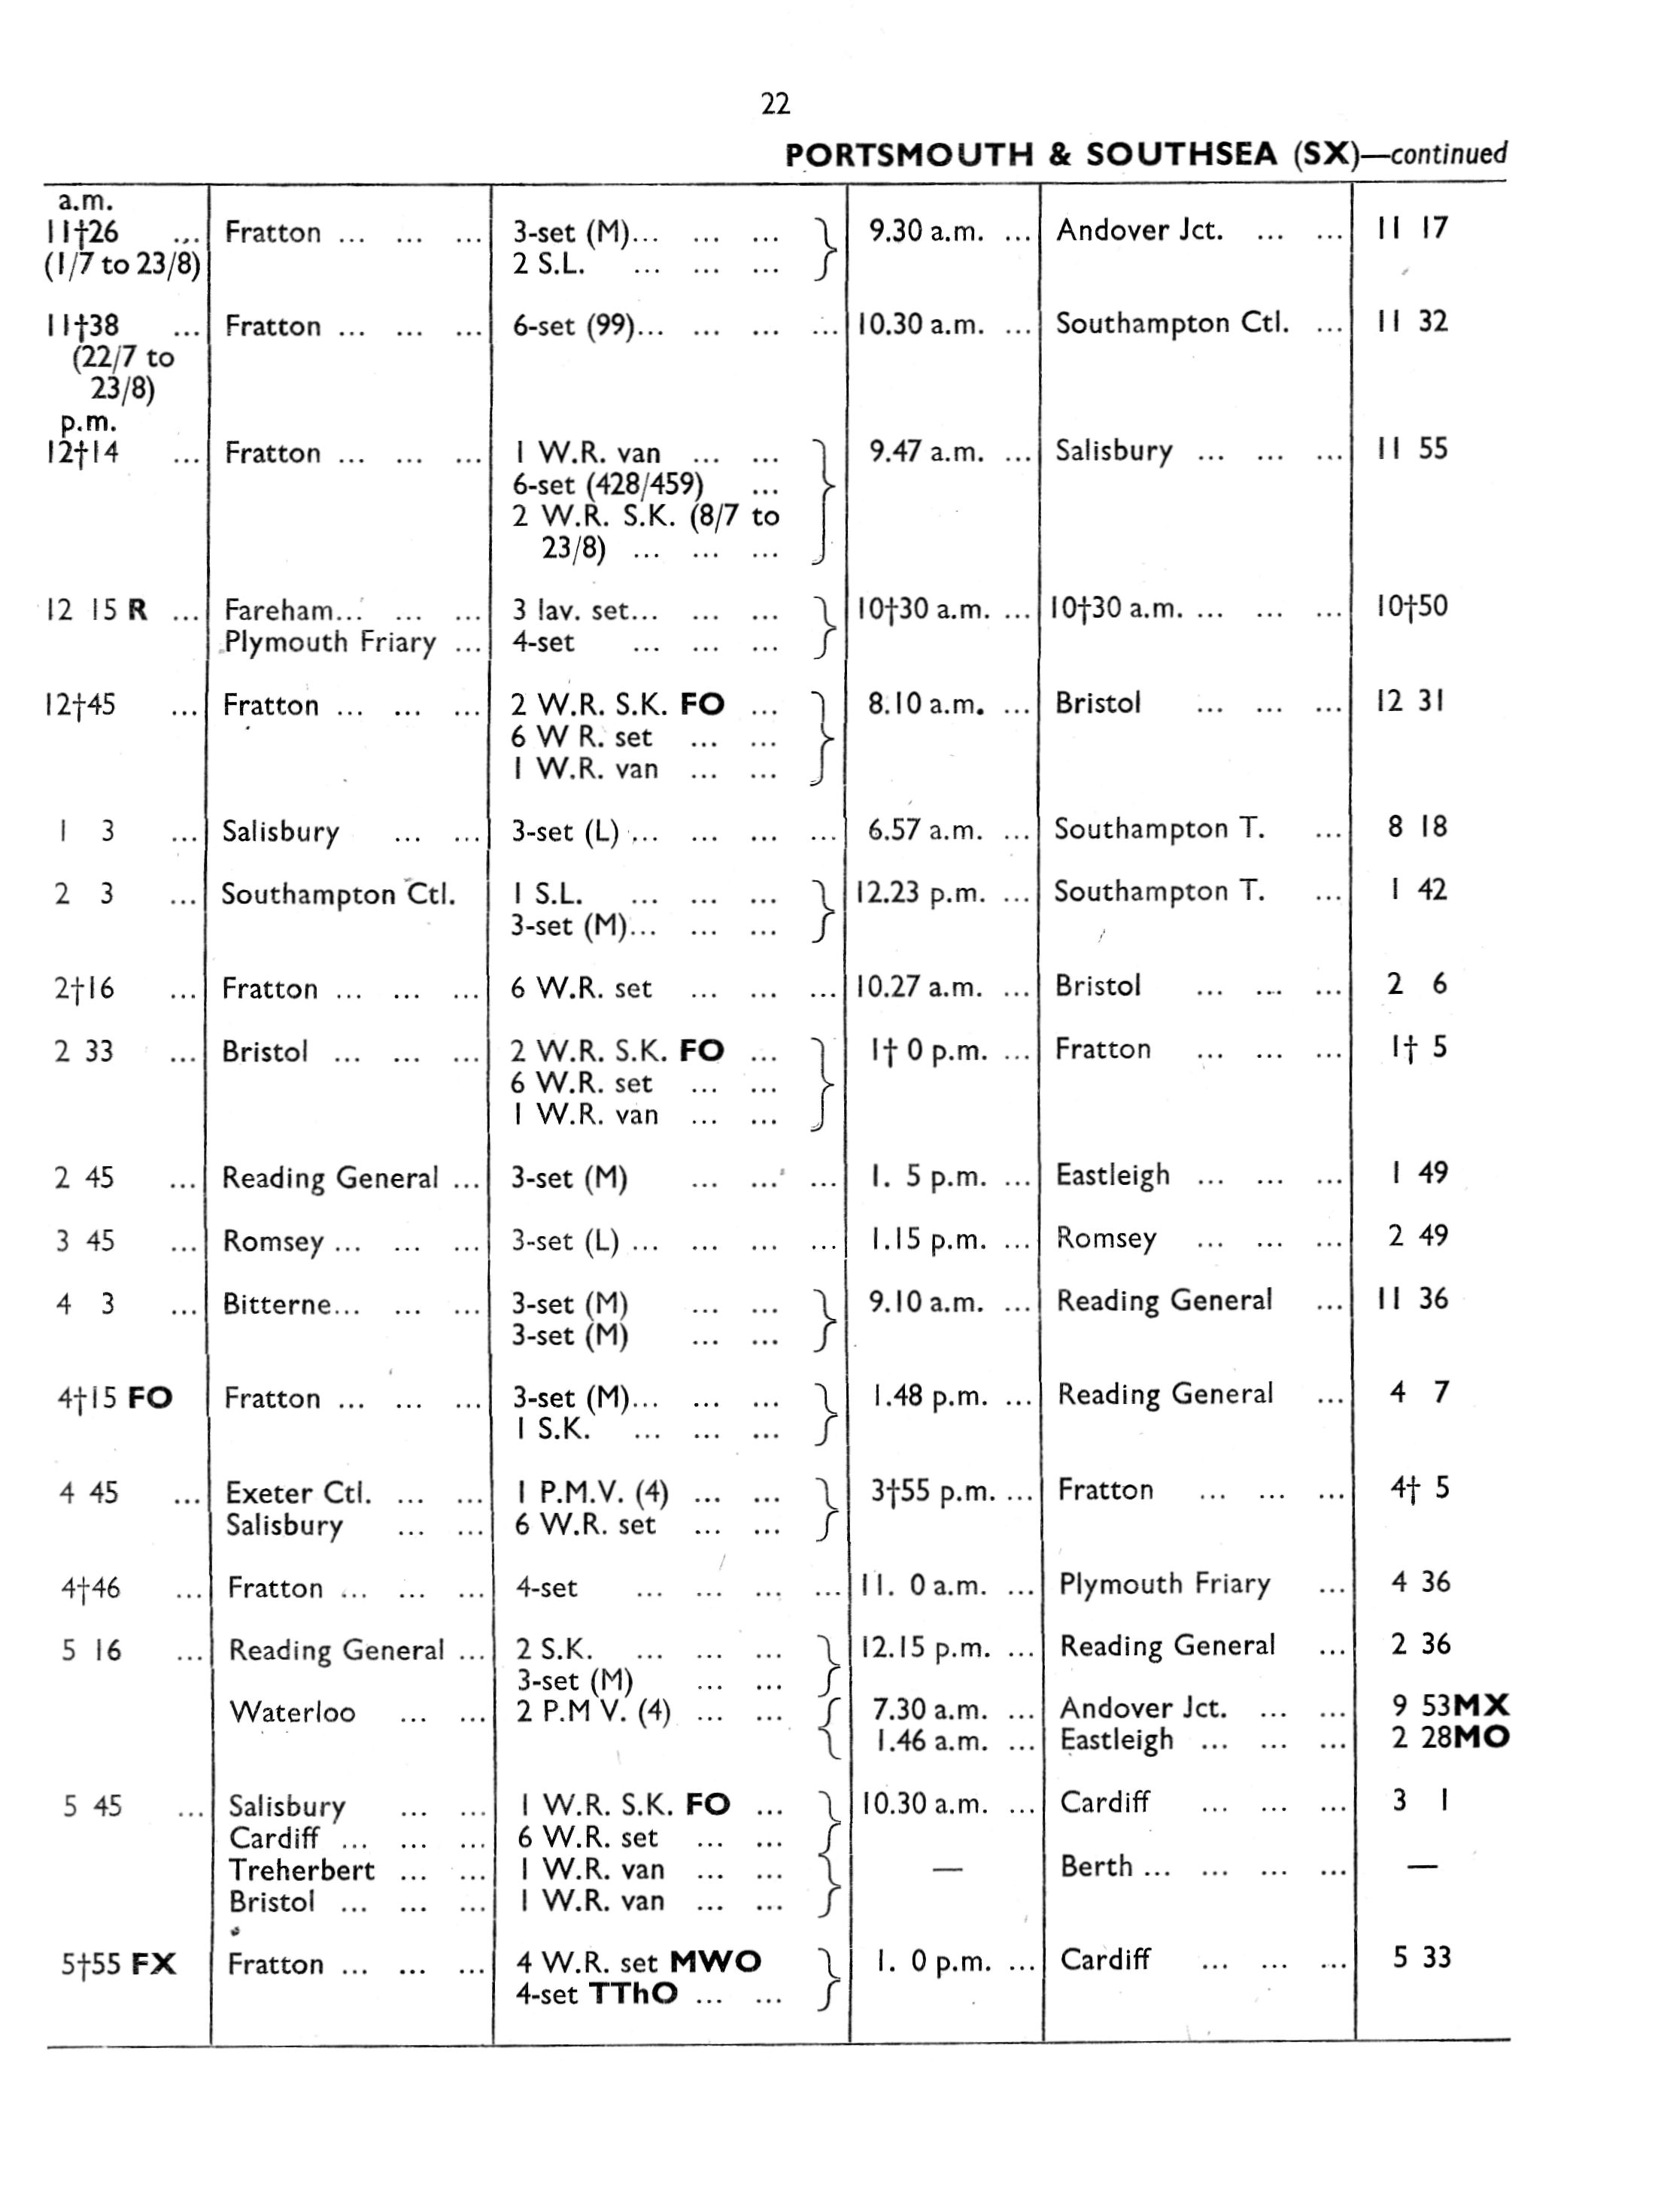 22
PORTSMOUTH & SOUTHSEA (SX)—continued
a.m.
11†26 ... Fratton ... ... ... 3-set (M)... ... ... 9.30 a.m. ... Andover Jct. ... ... 11 17
(1/7 to 23/8) 2 S.L. ... ... ...
11†38 ... Fratton ... ... ... 6-set (99)... ... ... ... 10.30 a.m. ... Southampton Ctl. ... 11 32
(22/7 to
23/8)
p.m.
12†14 ... Fratton ... ... ... 1 W.R. van ... ... 9.47 a.m. ... Salisbury ... ... ... 11 55
6-set (428/459) ...
2 W.R. S.K. (8/7 to
23/8) ... ... ...
12 15 R ... Fareham... ... ... 3 lav. set... ... ... 10†30 a.m. ... 10†30 a.m. ... ... ... 10†50
Plymouth Friary ... 4-set ... ... ...
12†45 ... Fratton ... ... ... 2 W.R. S.K. FO ... 8.10 a.m. ... Bristol ... ... ... 12 31
6 W R. set ... ...
1 W.R. van ... ...
1 3 ... Salisbury ... ... 3-set (L) ... ... ... ... 6.57 a.m. ... Southampton T. ... 8 18
2 3 ... Southampton Ctl. 1 S.L. ... ... ... 12.23 p.m. ... Southampton T. ... 1 42
3-set (M)... ... ...
2†16 ... Fratton ... ... ... 6 W.R. set ... ... ... 10.27 a.m. ... Bristol ... ... ... 2 6
2 33 ... Bristol ... ... ... 2 W.R. S.K. FO ... 1† 0 p.m. ... Fratton ... ... ... 1† 5
6 W.R. set ... ...
1 W.R. van ... ...
2 45 ... Reading General ... 3-set (M) ... ... ... 1. 5 p.m. ... Eastleigh ... ... ... 1 49
3 45 ... Romsey ... ... ... 3-set (L) ... ... ... ... 1.15 p.m. ... Romsey ... ... ... 2 49
4 3 ... Bitterne... ... ... 3-set (M) ... ... 9.10 a.m. ... Reading General ... 11 36
3-set (M) ... ...
4†15 FO Fratton ... ... ... 3-set (M)... ... ... 1.48 p.m. ... Reading General ... 4 7
1 S.K. ... ... ...
4 45 ... Exeter Ctl. ... ... 1 P.M.V. (4) ... ... 3†55 p.m. ... Fratton ... ... ... 4† 5
Salisbury ... ... 6 W.R. set ... ...
4†46 ... Fratton ... ... ... 4-set ... ... ... ... 11. 0 a.m. ... Plymouth Friary ... 4 36
5 16 ... Reading General ... 2 S.K. ... ... ... 12.15 p.m. ... Reading General ... 2 36
3-set (M) ... ...
Waterloo ... ... 2 P.M V. (4) ... ... 7.30 a.m. ... Andover Jct. ... ... 9 53MX
1.46 a.m. ... Eastleigh ... ... ... 2 28MO
5 45 ... Salisbury ... ... 1 W.R. S.K. FO ... 10.30 a.m. ... Cardiff ... ... ... 3 1
Cardiff ... ... ... 6 W.R. set ... ...
Treherbert ... ... 1 W.R. van ... ... — Berth ... ... ... ... —
Bristol ... ... ... 1 W.R. van ... ...
5†55 FX Fratton ... ... ... 4 W.R. set MWO 1. 0 p.m. ... Cardiff ... ... ... 5 33
4-set TThO ... ...